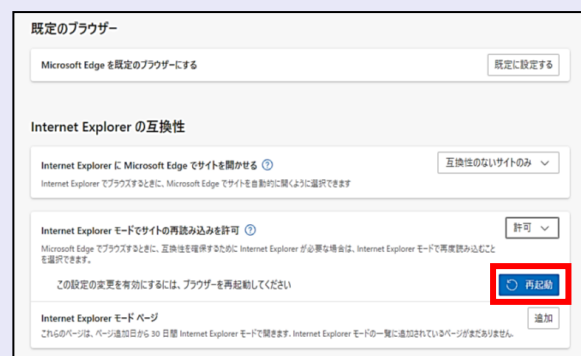 既定のブラウザー
Microsoft Edge を既定のブラウザーにする
既定に設定する
Internet Explorer の互換性
Internet Explorer に Microsoft Edge でサイトを開かせる
互換性のないサイトのみ
Internet Explorer でブラウズするときに、Microsoft Edge でサイトを自動的に開くように選択できます
Internet Explorer モードでサイトの再読み込みを許可
許可
Microsoft Edge でブラウズするときに、互換性を確保するために Internet Explorer が必要な場合は、Internet Explorer モードで再度読み込むこと
を選択できます。
この設定の変更を有効にするには、ブラウザーを再起動してください
再起動
Internet Explorer モード ページ
追加
これらのページは、ページ追加日から 30 日間 Internet Explorer モードで開きます. Internet Explorer モードの一覧に追加されているページがまだありません.